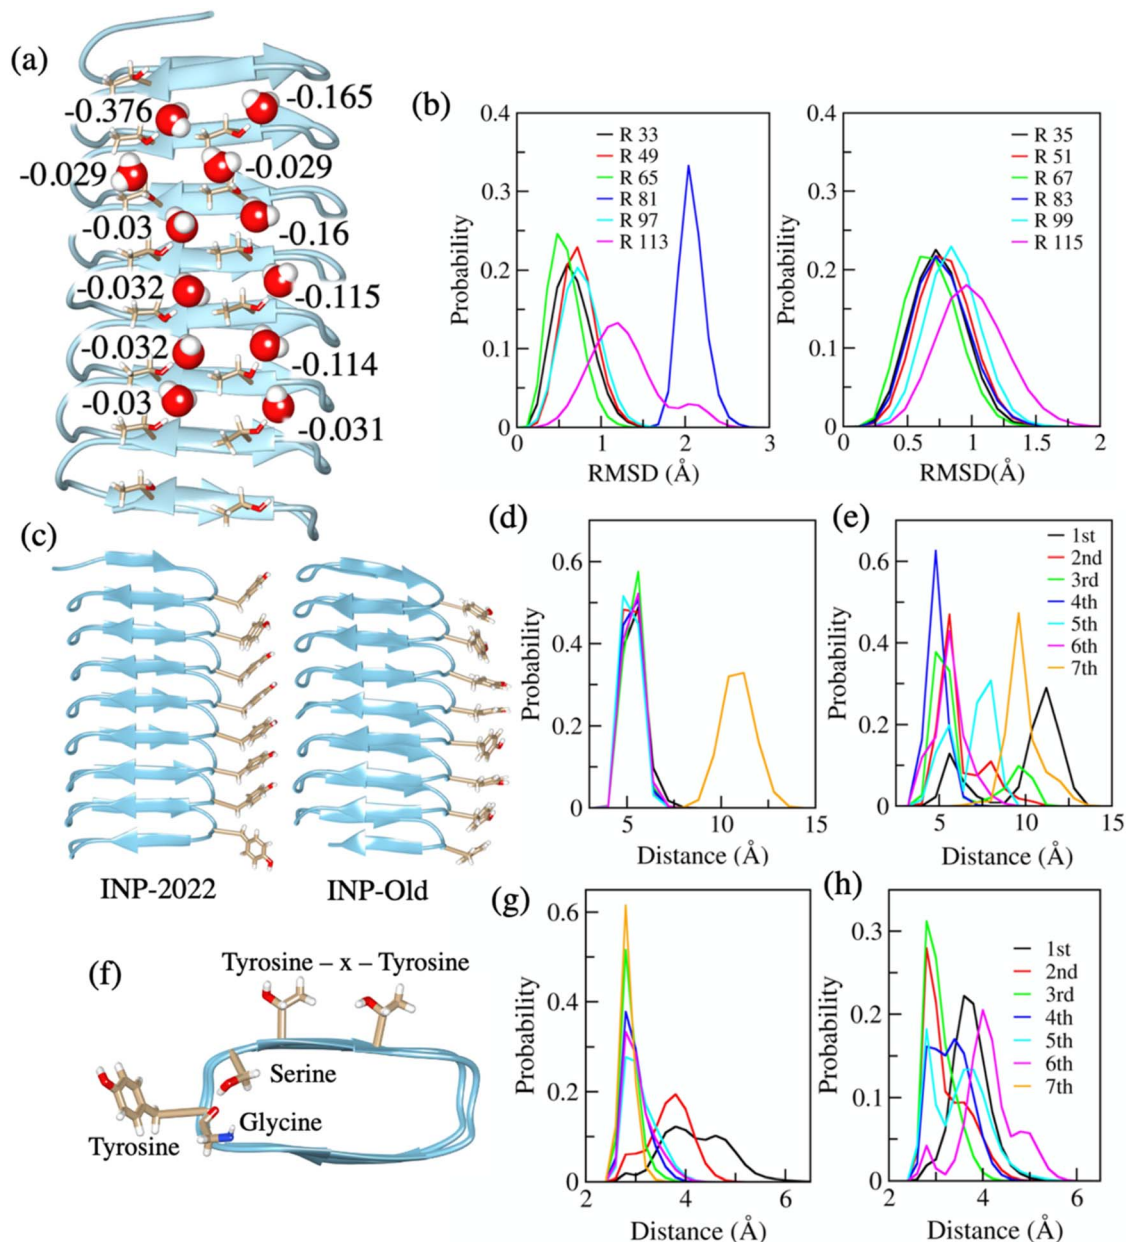 (a)
-0.376
-0.165
-0.029
-0.029
-0.03
-0.16
-0.032
-0.115
-0.032
-0.114
-0.03
-0.031
(b)
0.4
0.3
0.2
0.1
0
Probability
R 33
R 49
R 65
R 81
R 97
R 113
0 1 2 3
RMSD (Å)
0.4
0.3
0.2
0.1
0
Probability
R 35
R 51
R 67
R 83
R 99
R 115
0 0.5 1 1.5 2
RMSD(Å)
(c)
INP-2022
INP-Old
(d)
0.6
0.4
0.2
0
Probability
5 10 15
Distance (Å)
(e)
0.6
0.4
0.2
0
Probability
1st
2nd
3rd
4th
5th
6th
7th
5 10 15
Distance (Å)
(f)
Tyrosine – x – Tyrosine
Serine
Glycine
Tyrosine
(g)
0.6
0.4
0.2
0
Probability
2 4 6
Distance (Å)
(h)
0.3
0.2
0.1
0
Probability
1st
2nd
3rd
4th
5th
6th
7th
2 4 6
Distance (Å)